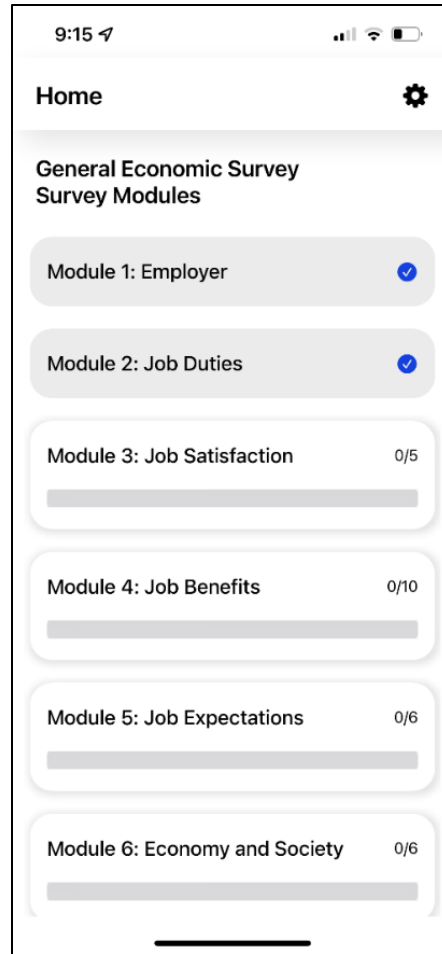 9:15
Home
General Economic Survey
Survey Modules
Module 1: Employer
Module 2: Job Duties
Module 3: Job Satisfaction 0/5
Module 4: Job Benefits 0/10
Module 5: Job Expectations 0/6
Module 6: Economy and Society 0/6